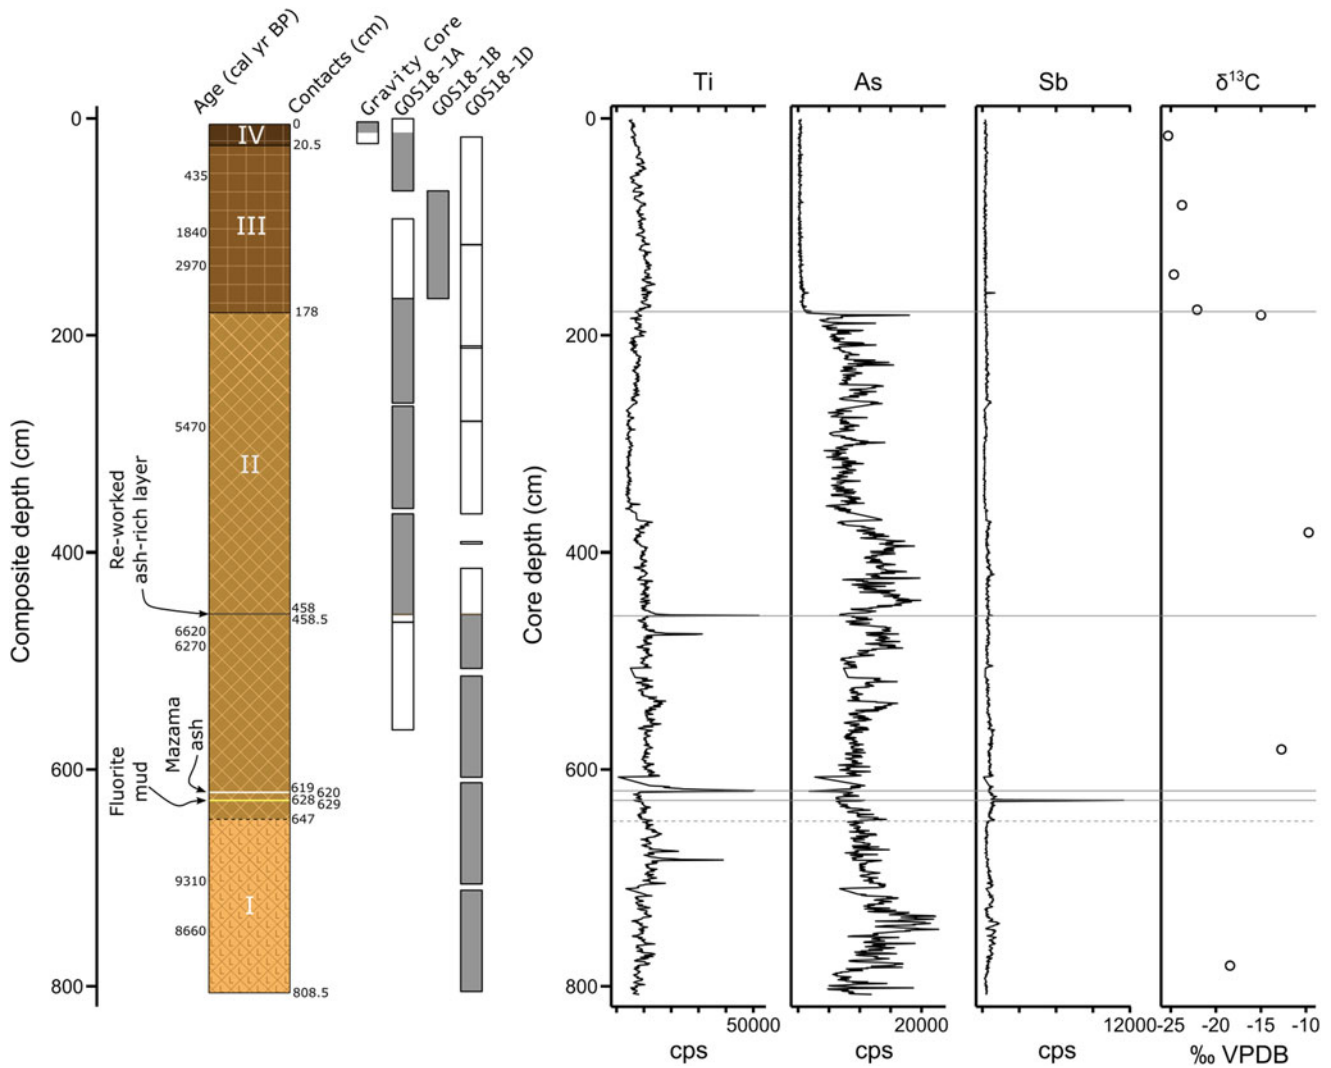 Age (cal yr BP)
Contacts (cm)
Gravity Core
GOS18-1A
GOS18-1B
GOS18-1D
Ti
As
Sb
δ¹³C
Composite depth (cm)
0
200
400
600
800
435
1840
2970
5470
6620
6270
9310
8660
IV
III
II
I
0
20.5
178
458
458.5
619
620
628
629
647
808.5
Re-worked
ash-rich layer
Mazama
ash
Fluorite
mud
Core depth (cm)
0
200
400
600
800
50000
20000
12000
-25
-20
-15
-10
cps
cps
cps
‰ VPDB